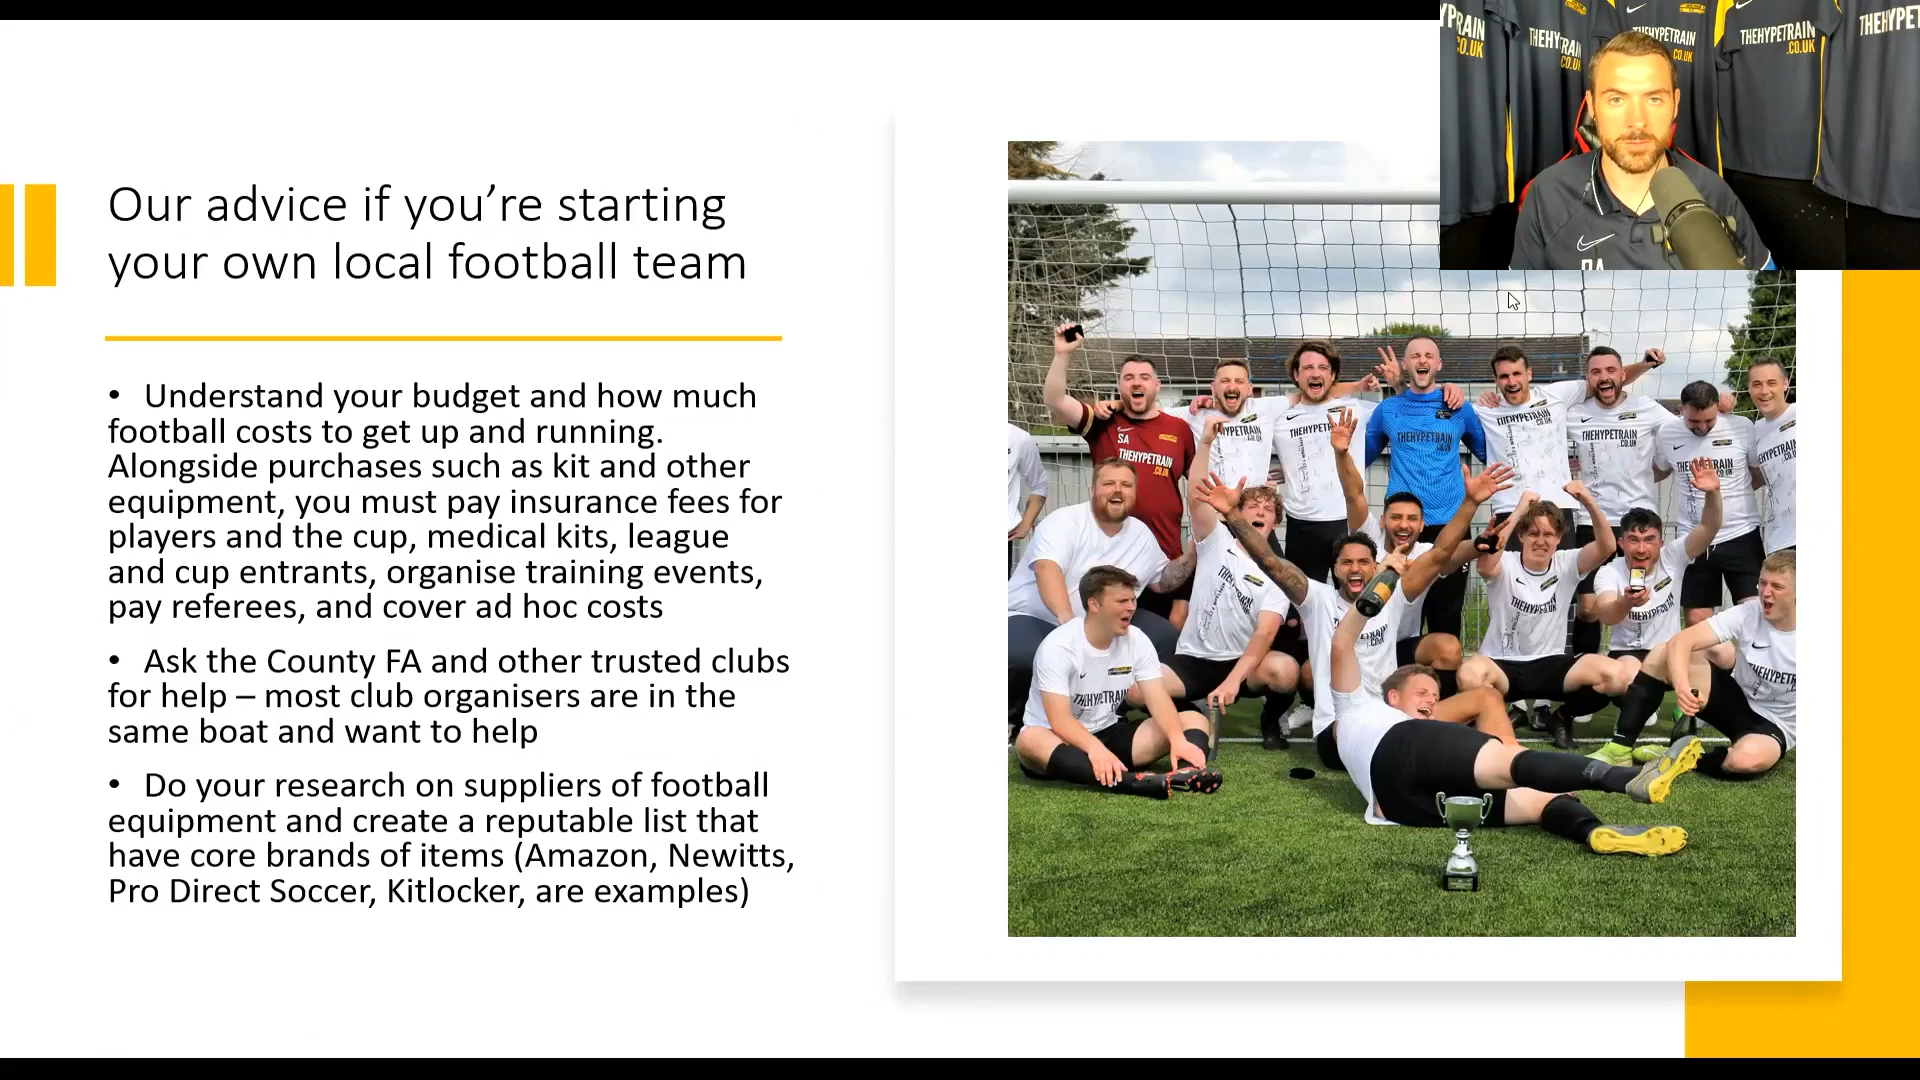 Our advice if you’re starting
your own local football team
• Understand your budget and how much
football costs to get up and running.
Alongside purchases such as kit and other
equipment, you must pay insurance fees for
players and the cup, medical kits, league
and cup entrants, organise training events,
pay referees, and cover ad hoc costs
• Ask the County FA and other trusted clubs
for help – most club organisers are in the
same boat and want to help
• Do your research on suppliers of football
equipment and create a reputable list that
have core brands of items (Amazon, Newitts,
Pro Direct Soccer, Kitlocker, are examples)
THEHYPETRAIN
.CO.UK
SA
THEHYPETRAIN
.CO.UK
THEHYPETRAIN
.CO.UK
THEHYPETRAIN
.CO.UK